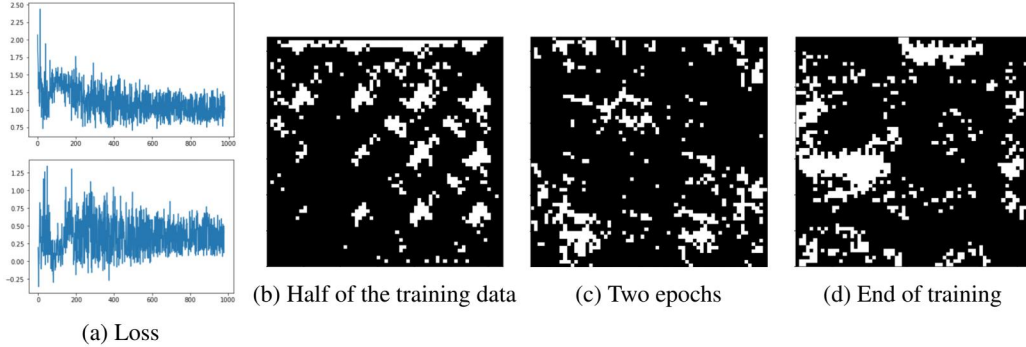 2.50
2.25
2.00
1.75
1.50
1.25
1.00
0.75
0 200 400 600 800 1000
1.25
1.00
0.75
0.50
0.25
0.00
−0.25
0 200 400 600 800 1000
(a) Loss
(b) Half of the training data
(c) Two epochs
(d) End of training